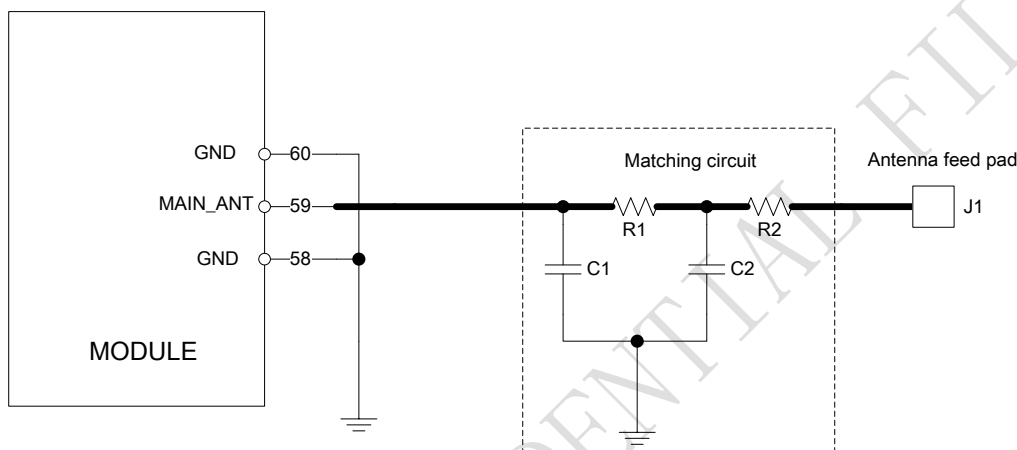 GND 60
MAIN_ANT 59
GND 58
MODULE
Matching circuit
R1
R2
C1
C2
Antenna feed pad
J1